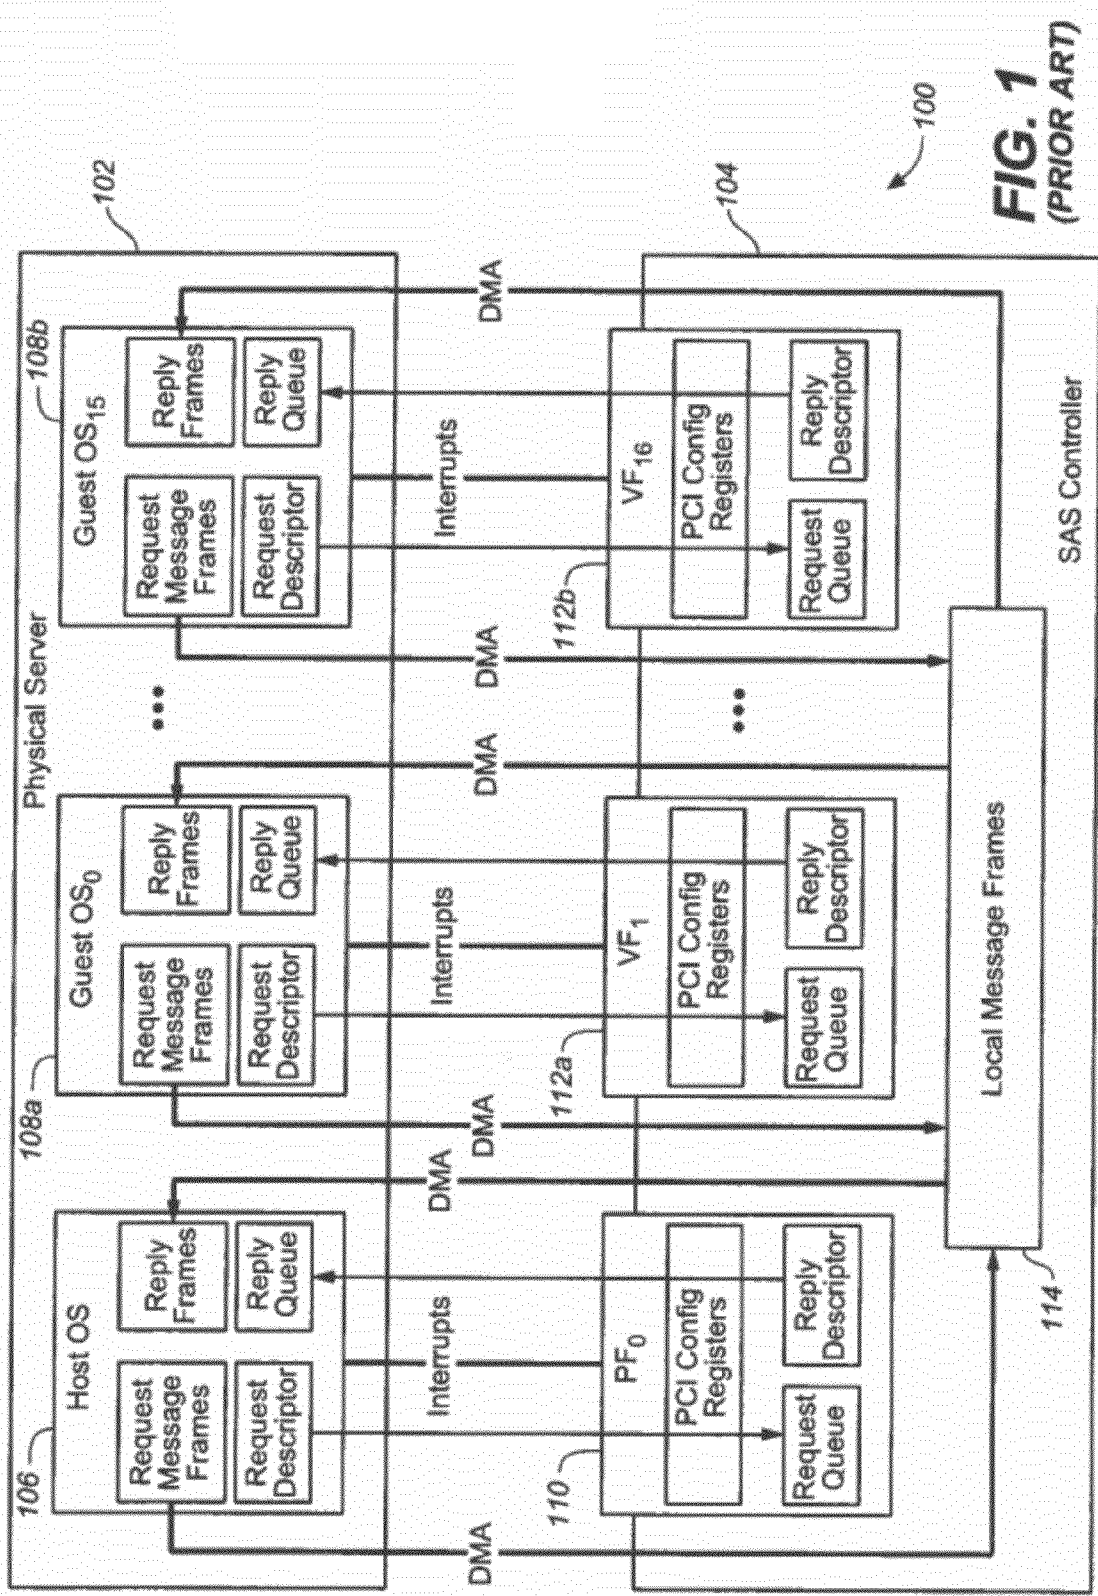 Physical Server
102
106
Host OS
Request
Message
Frames
Reply
Frames
Request
Descriptor
Reply
Queue
108a
Guest OS0
Request
Message
Frames
Reply
Frames
Request
Descriptor
Reply
Queue
•••
108b
Guest OS15
Request
Message
Frames
Reply
Frames
Request
Descriptor
Reply
Queue
DMA
Interrupts
DMA
DMA
Interrupts
DMA
DMA
Interrupts
DMA
110
PF0
PCI Config
Registers
Request
Queue
Reply
Descriptor
112a
VF1
PCI Config
Registers
Request
Queue
Reply
Descriptor
•••
112b
VF16
PCI Config
Registers
Request
Queue
Reply
Descriptor
104
114
Local Message Frames
SAS Controller
100
FIG. 1
(PRIOR ART)